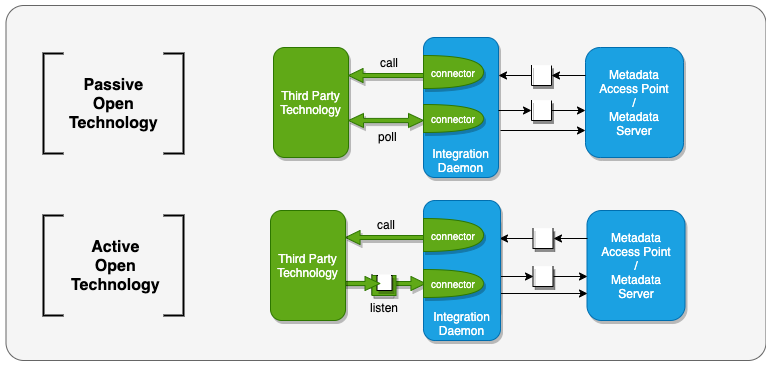 Passive
Open
Technology
Third Party
Technology
call
poll
connector
connector
Integration
Daemon
Metadata
Access Point
/
Metadata
Server
Active
Open
Technology
Third Party
Technology
call
listen
connector
connector
Integration
Daemon
Metadata
Access Point
/
Metadata
Server